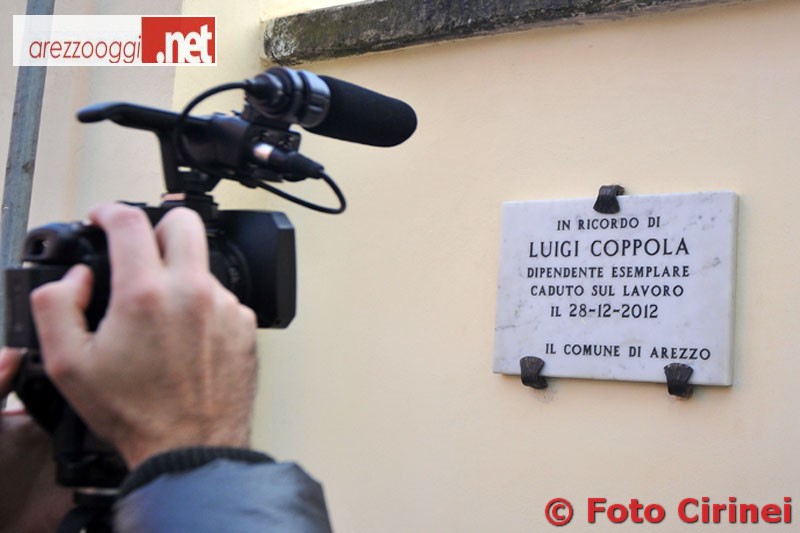 arezzooggi.net
IN RICORDO DI
LUIGI COPPOLA
DIPENDENTE ESEMPLARE
CADUTO SUL LAVORO
IL 28-12-2012
IL COMUNE DI AREZZO
© Foto Cirinei